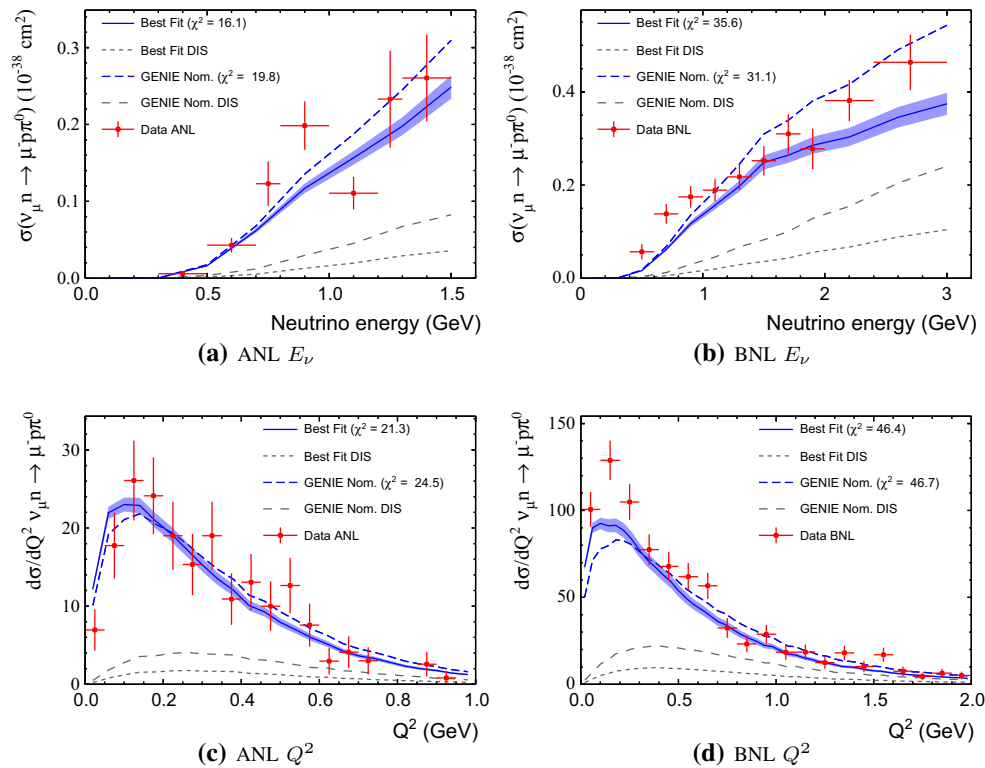 σ(νμn → μ⁻pπ⁰) (10⁻³⁸ cm²)
0.3
0.2
0.1
0.0
Best Fit (χ² = 16.1)
Best Fit DIS
GENIE Nom. (χ² = 19.8)
GENIE Nom. DIS
Data ANL
0.0 0.5 1.0 1.5
Neutrino energy (GeV)
(a) ANL Eν
σ(νμn → μ⁻pπ⁰) (10⁻³⁸ cm²)
0.4
0.2
0.0
Best Fit (χ² = 35.6)
Best Fit DIS
GENIE Nom. (χ² = 31.1)
GENIE Nom. DIS
Data BNL
0 1 2 3
Neutrino energy (GeV)
(b) BNL Eν
dσ/dQ² νμn → μ⁻pπ⁰
30
20
10
0
Best Fit (χ² = 21.3)
Best Fit DIS
GENIE Nom. (χ² = 24.5)
GENIE Nom. DIS
Data ANL
0.0 0.2 0.4 0.6 0.8 1.0
Q² (GeV)
(c) ANL Q²
dσ/dQ² νμn → μ⁻pπ⁰
150
100
50
0
Best Fit (χ² = 46.4)
Best Fit DIS
GENIE Nom. (χ² = 46.7)
GENIE Nom. DIS
Data BNL
0.0 0.5 1.0 1.5 2.0
Q² (GeV)
(d) BNL Q²